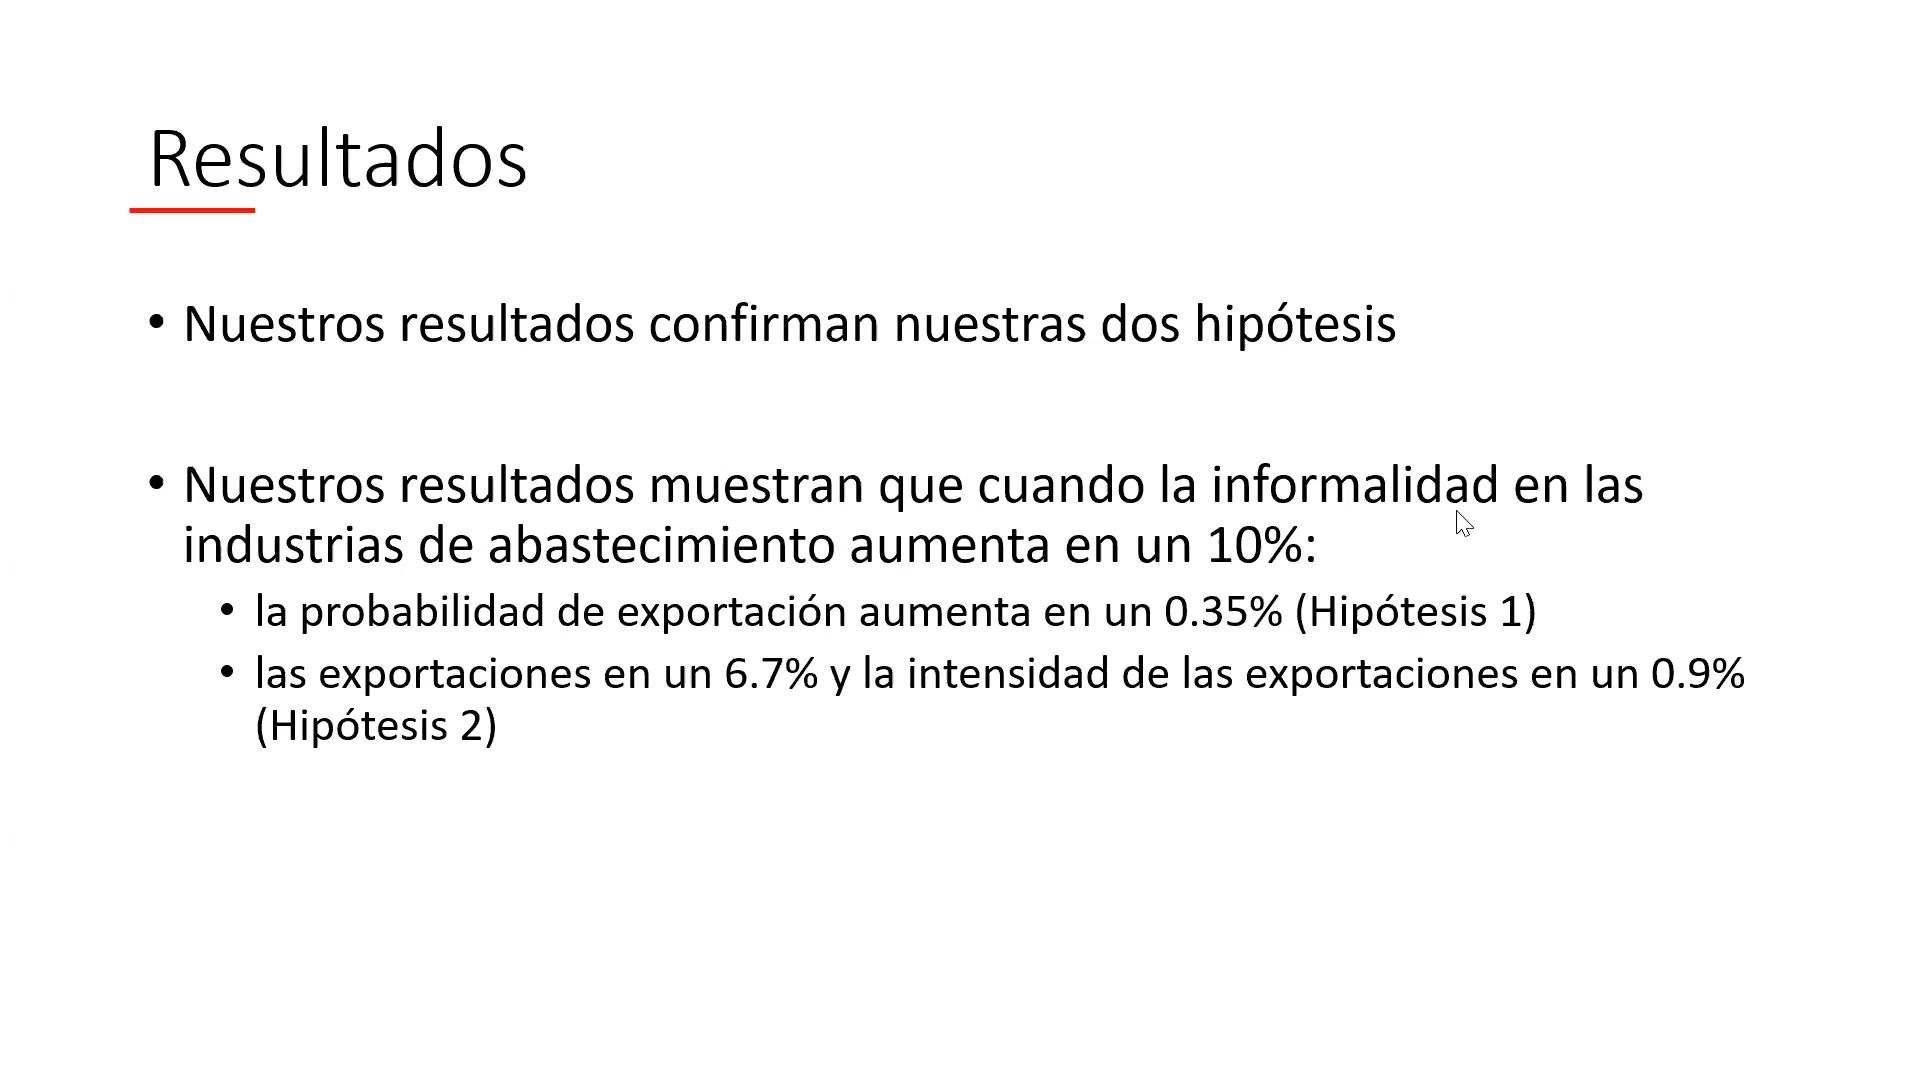 Resultados
• Nuestros resultados confirman nuestras dos hipótesis
• Nuestros resultados muestran que cuando la informalidad en las
industrias de abastecimiento aumenta en un 10%:
• la probabilidad de exportación aumenta en un 0.35% (Hipótesis 1)
• las exportaciones en un 6.7% y la intensidad de las exportaciones en un 0.9%
(Hipótesis 2)